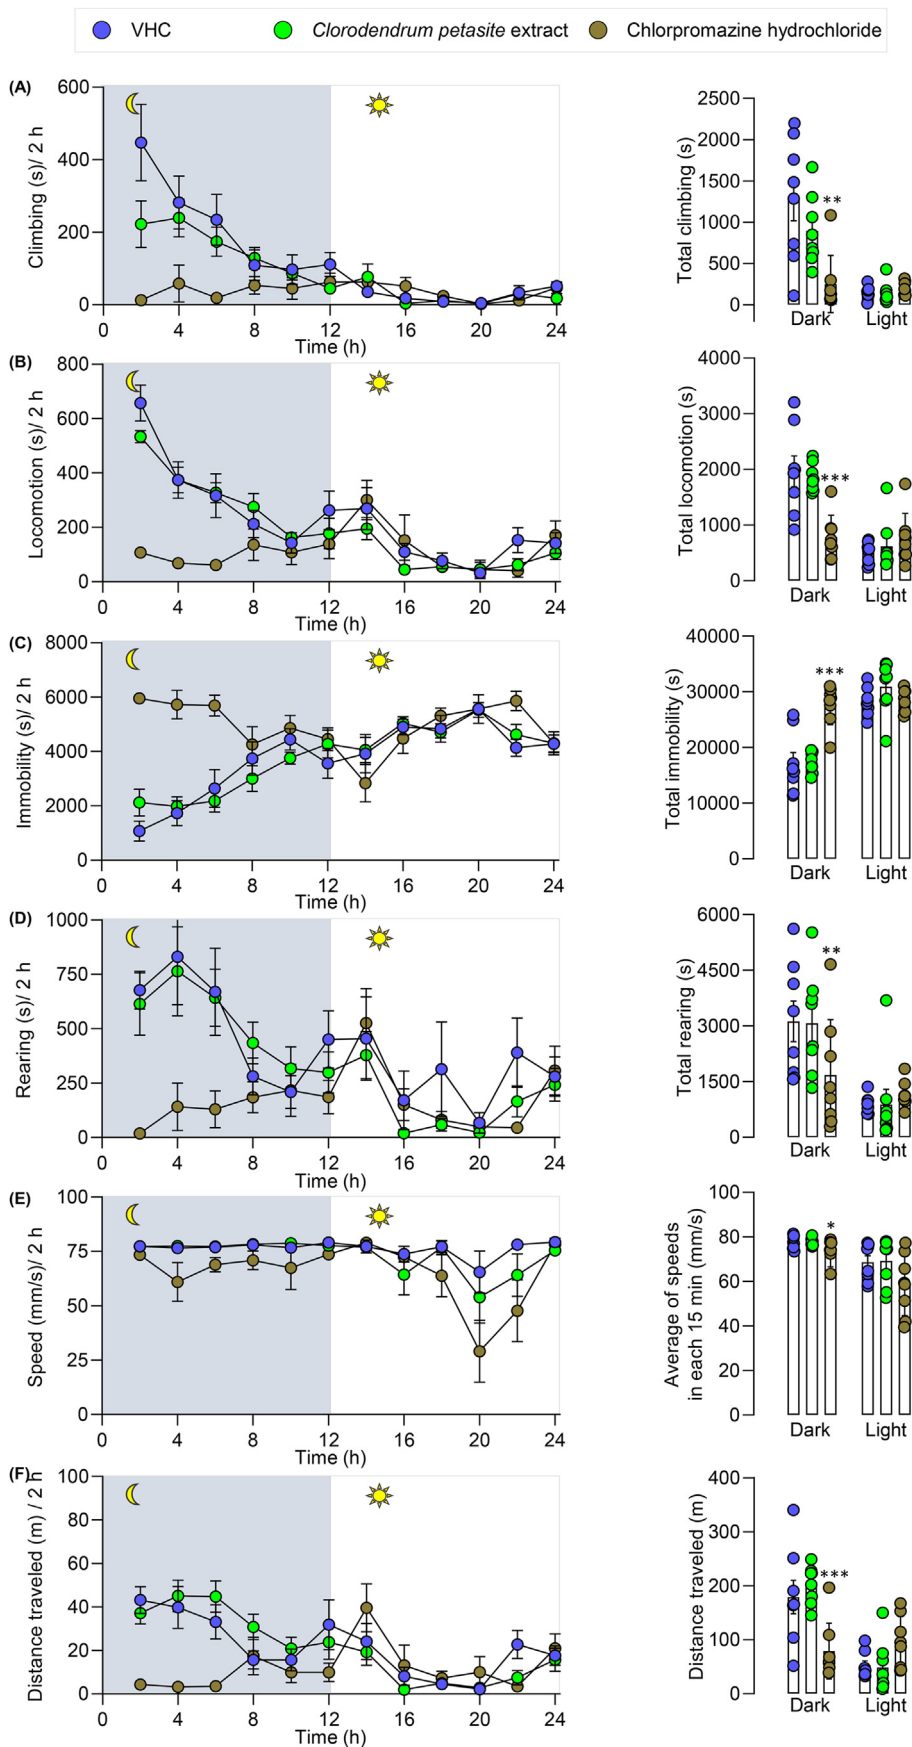 VHC Clorodendrum petasite extract Chlorpromazine hydrochloride
(A)
Climbing (s)/ 2 h
600
400
200
0
0 4 8 12 16 20 24
Time (h)
Total climbing (s)
2500
2000
1500
1000
500
0
**
Dark Light
(B)
Locomotion (s)/ 2 h
800
600
400
200
0
0 4 8 12 16 20 24
Time (h)
Total locomotion (s)
4000
3000
2000
1000
0
***
Dark Light
(C)
Immobility (s)/ 2 h
8000
6000
4000
2000
0
0 4 8 12 16 20 24
Time (h)
Total immobility (s)
40000
30000
20000
10000
0
***
Dark Light
(D)
Rearing (s)/ 2 h
1000
750
500
250
0
0 4 8 12 16 20 24
Time (h)
Total rearing (s)
6000
4500
3000
1500
0
**
Dark Light
(E)
Speed (mm/s)/ 2 h
100
75
50
25
0
0 4 8 12 16 20 24
Time (h)
Average of speeds
in each 15 min (mm/s)
100
80
60
40
20
0
*
Dark Light
(F)
Distance traveled (m) / 2 h
100
80
60
40
20
0
0 4 8 12 16 20 24
Time (h)
Distance traveled (m)
400
300
200
100
0
***
Dark Light